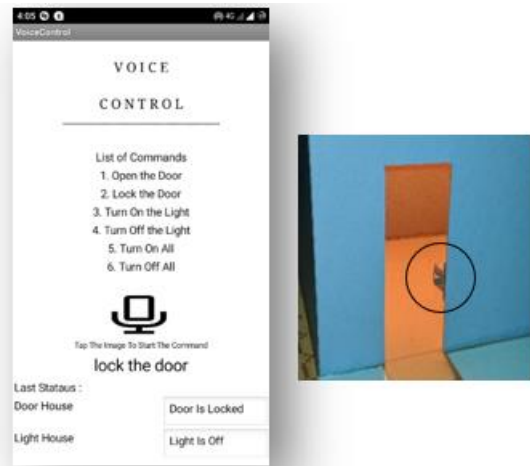 4:05
4G
VoiceControl
VOICE
CONTROL
List of Commands
1. Open the Door
2. Lock the Door
3. Turn On the Light
4. Turn Off the Light
5. Turn On All
6. Turn Off All
Tap The Image To Start The Command
lock the door
Last Stataus :
Door House Door Is Locked
Light House Light Is Off